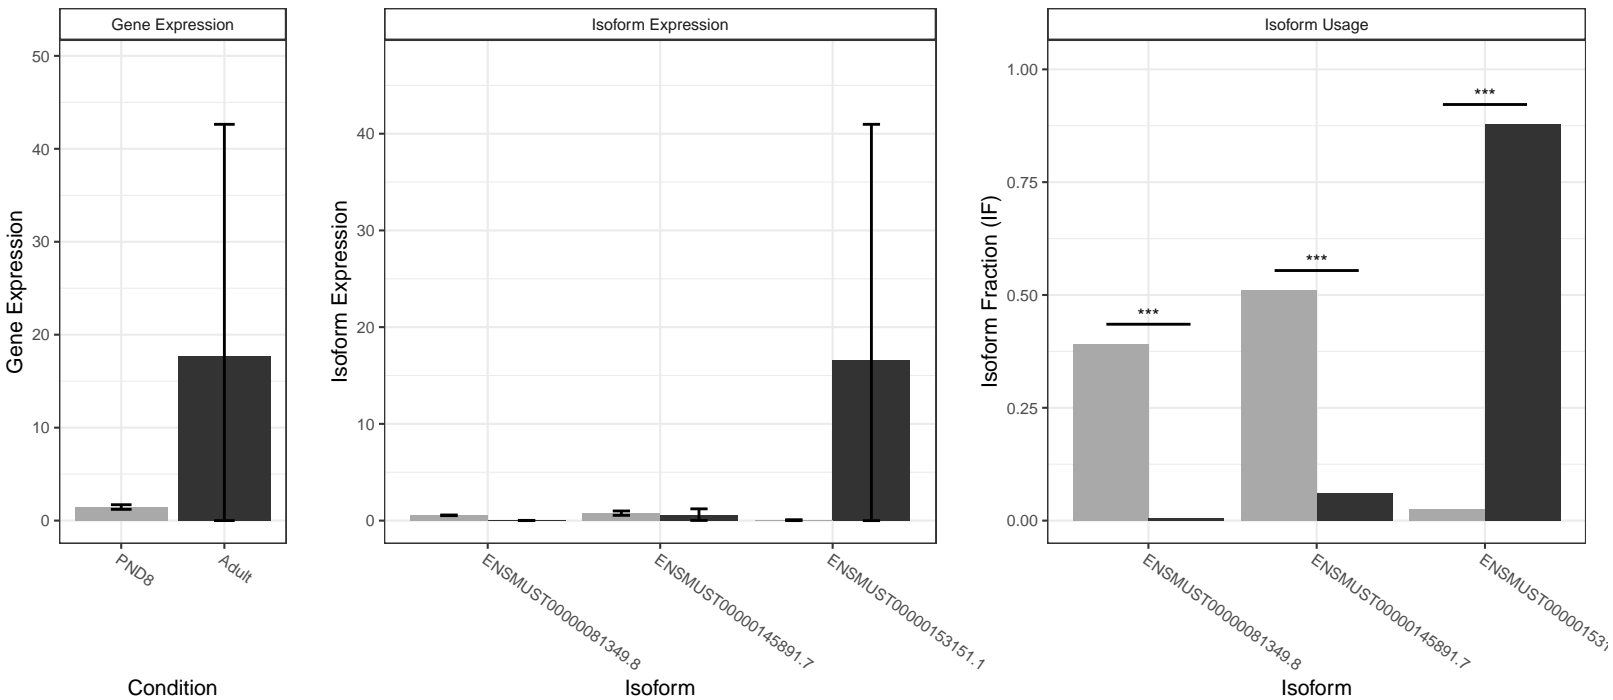 Gene Expression
Isoform Expression
Isoform Usage
Gene Expression
50
40
30
20
10
0
PND8
Adult
Condition
Isoform Expression
40
30
20
10
0
ENSMUST00000081349.8
ENSMUST00000145891.7
ENSMUST00000153151.1
Isoform
Isoform Fraction (IF)
1.00
0.75
0.50
0.25
0.00
***
***
***
ENSMUST00000081349.8
ENSMUST00000145891.7
ENSMUST000001531
Isoform